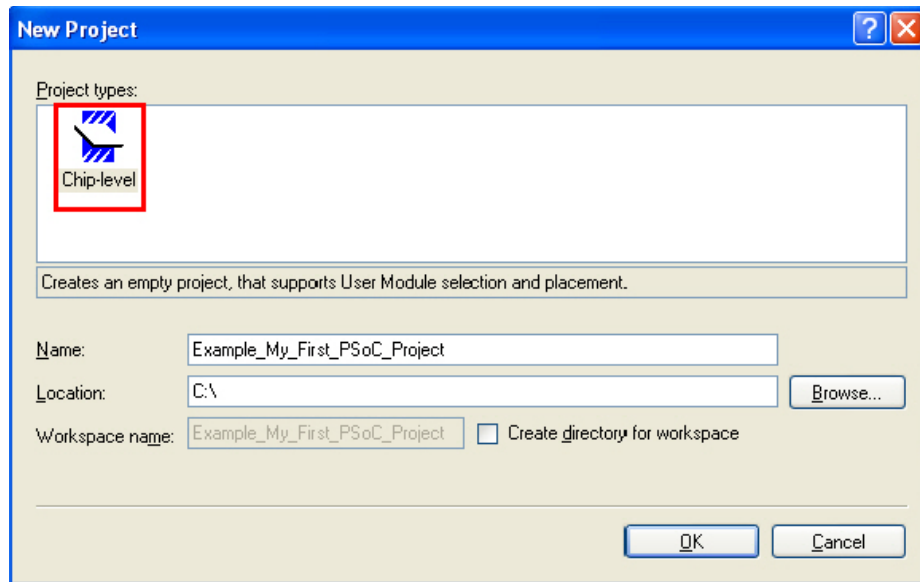 New Project
Project types:
Chip-level
Creates an empty project, that supports User Module selection and placement.
Name: Example_My_First_PSoC_Project
Location: C:\ Browse...
Workspace name: Example_My_First_PSoC_Project Create directory for workspace
OK Cancel